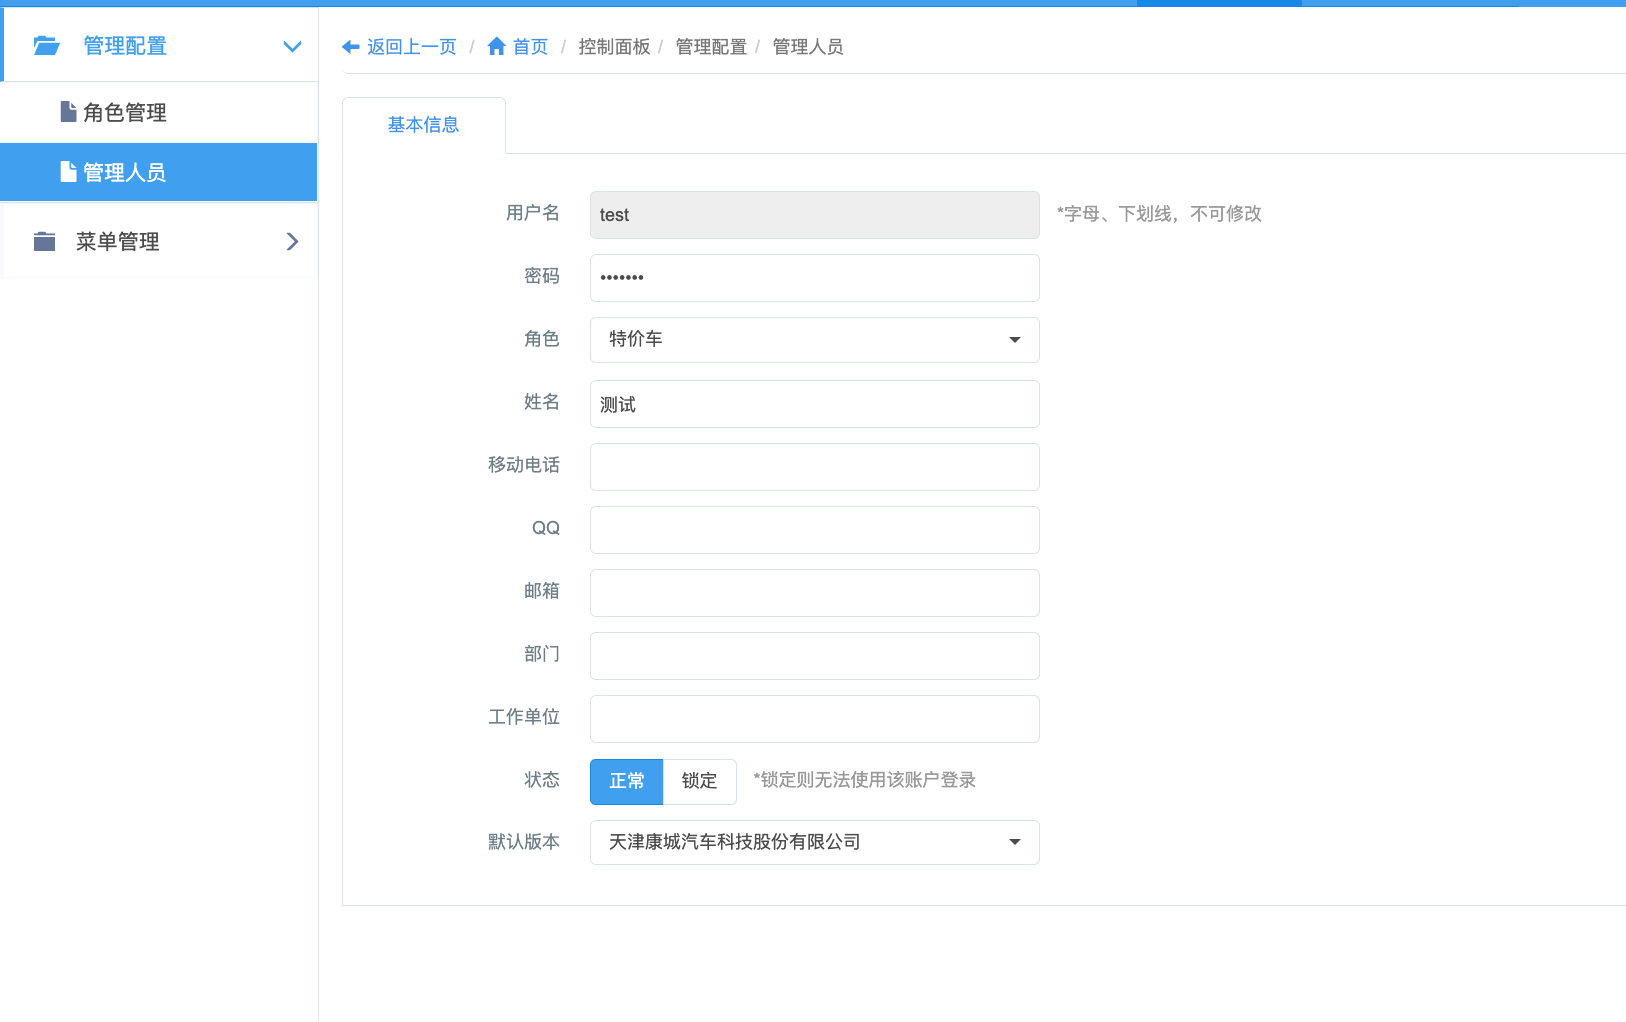 管理配置
角色管理
管理人员
菜单管理
返回上一页 / 首页 / 控制面板 / 管理配置 / 管理人员
基本信息
用户名 test *字母、下划线，不可修改
密码 •••••••
角色 特价车
姓名 测试
移动电话
QQ
邮箱
部门
工作单位
状态 正常 锁定 *锁定则无法使用该账户登录
默认版本 天津康城汽车科技股份有限公司